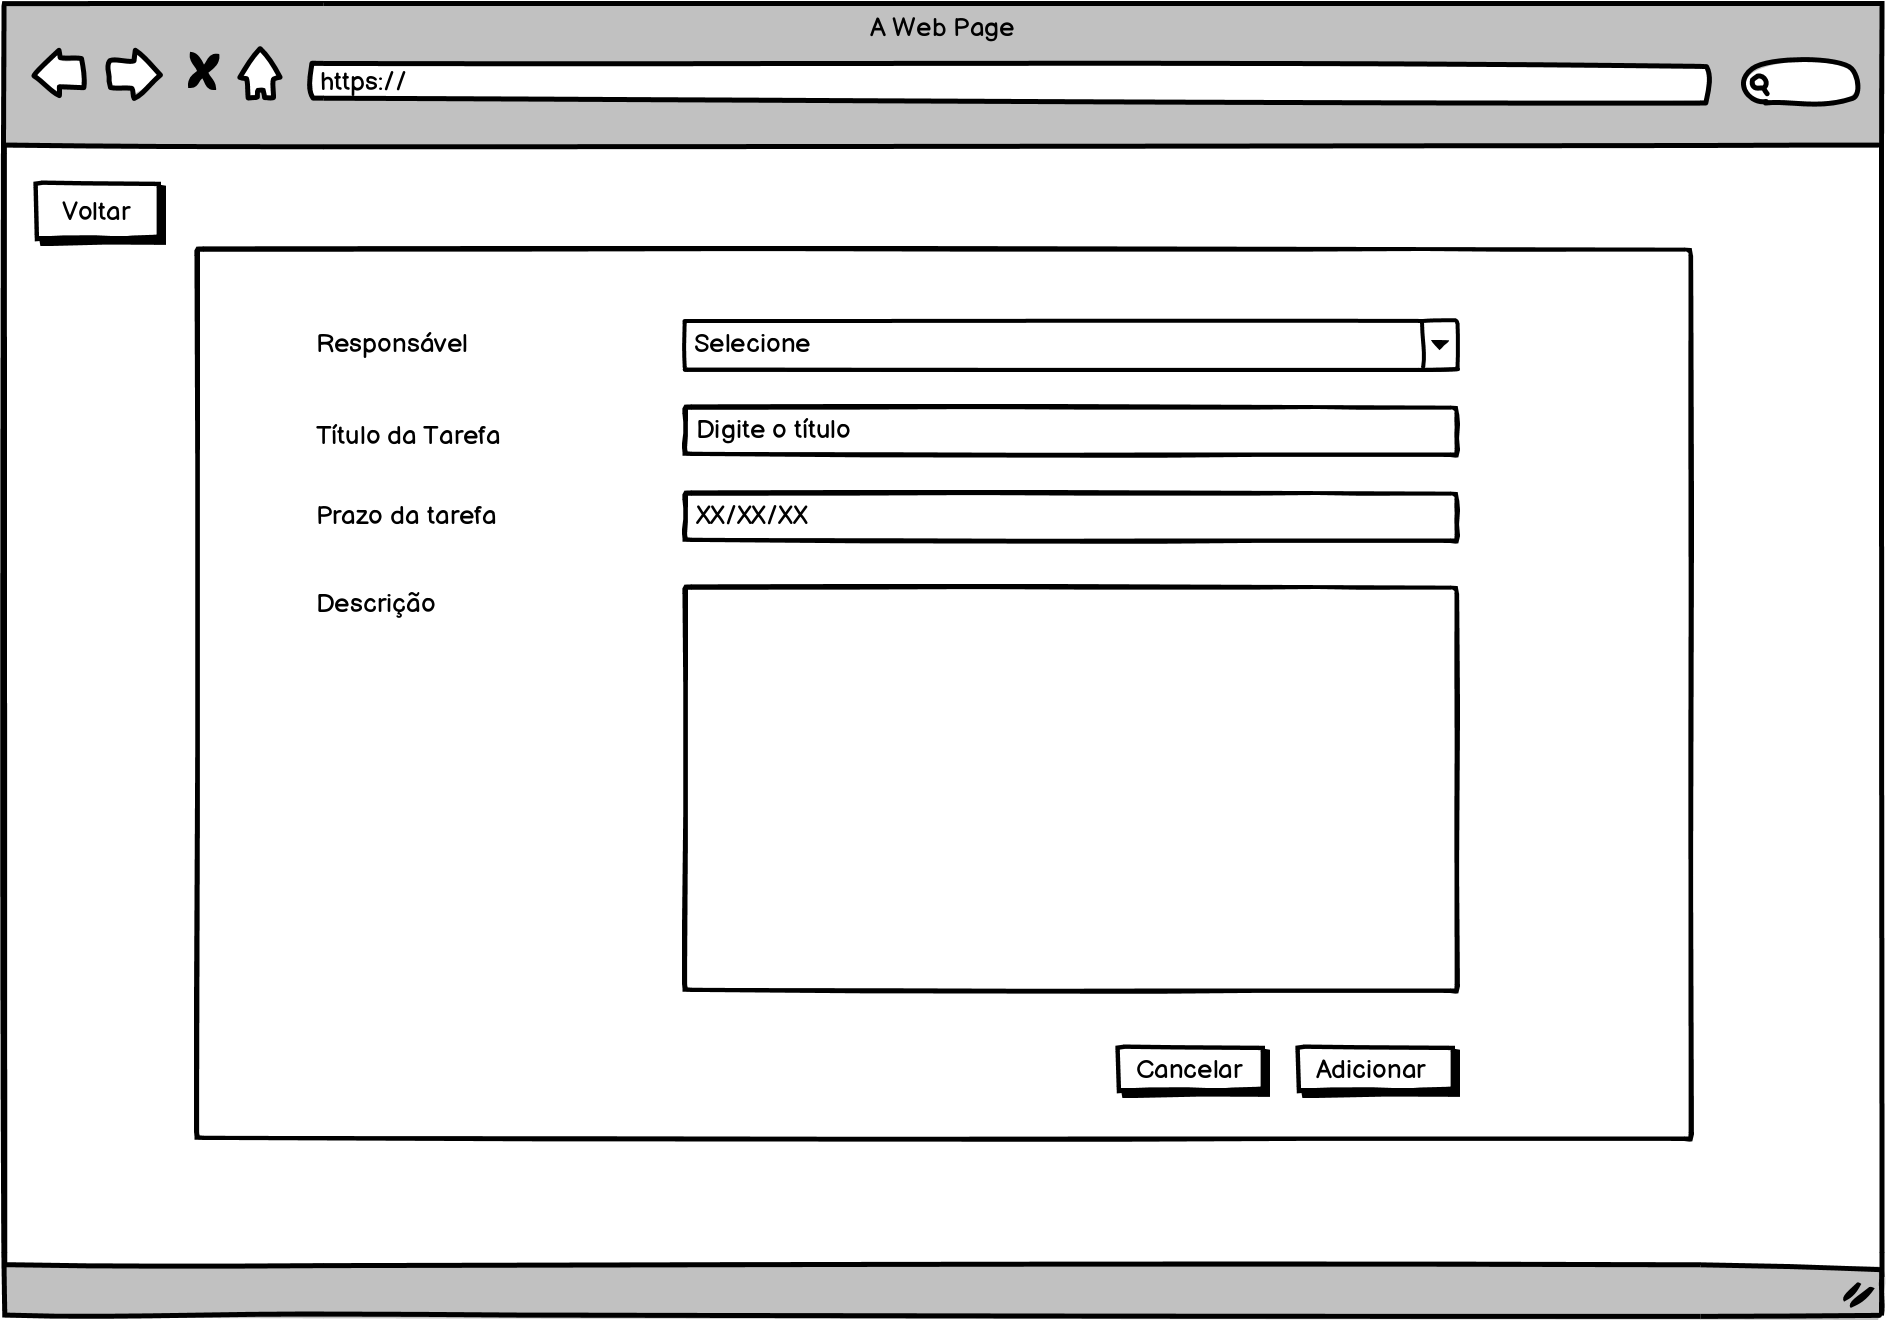 A Web Page
https://
Voltar
Responsável
Selecione
Título da Tarefa
Digite o título
Prazo da tarefa
XX/XX/XX
Descrição
Cancelar
Adicionar